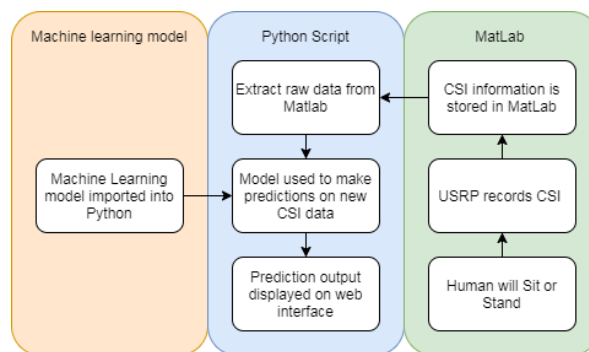 Machine learning model
Python Script
MatLab
Extract raw data from
Matlab
CSI information is
stored in MatLab
Machine Learning
model imported into
Python
Model used to make
predictions on new
CSI data
USRP records CSI
Prediction output
displayed on web
interface
Human will Sit or
Stand